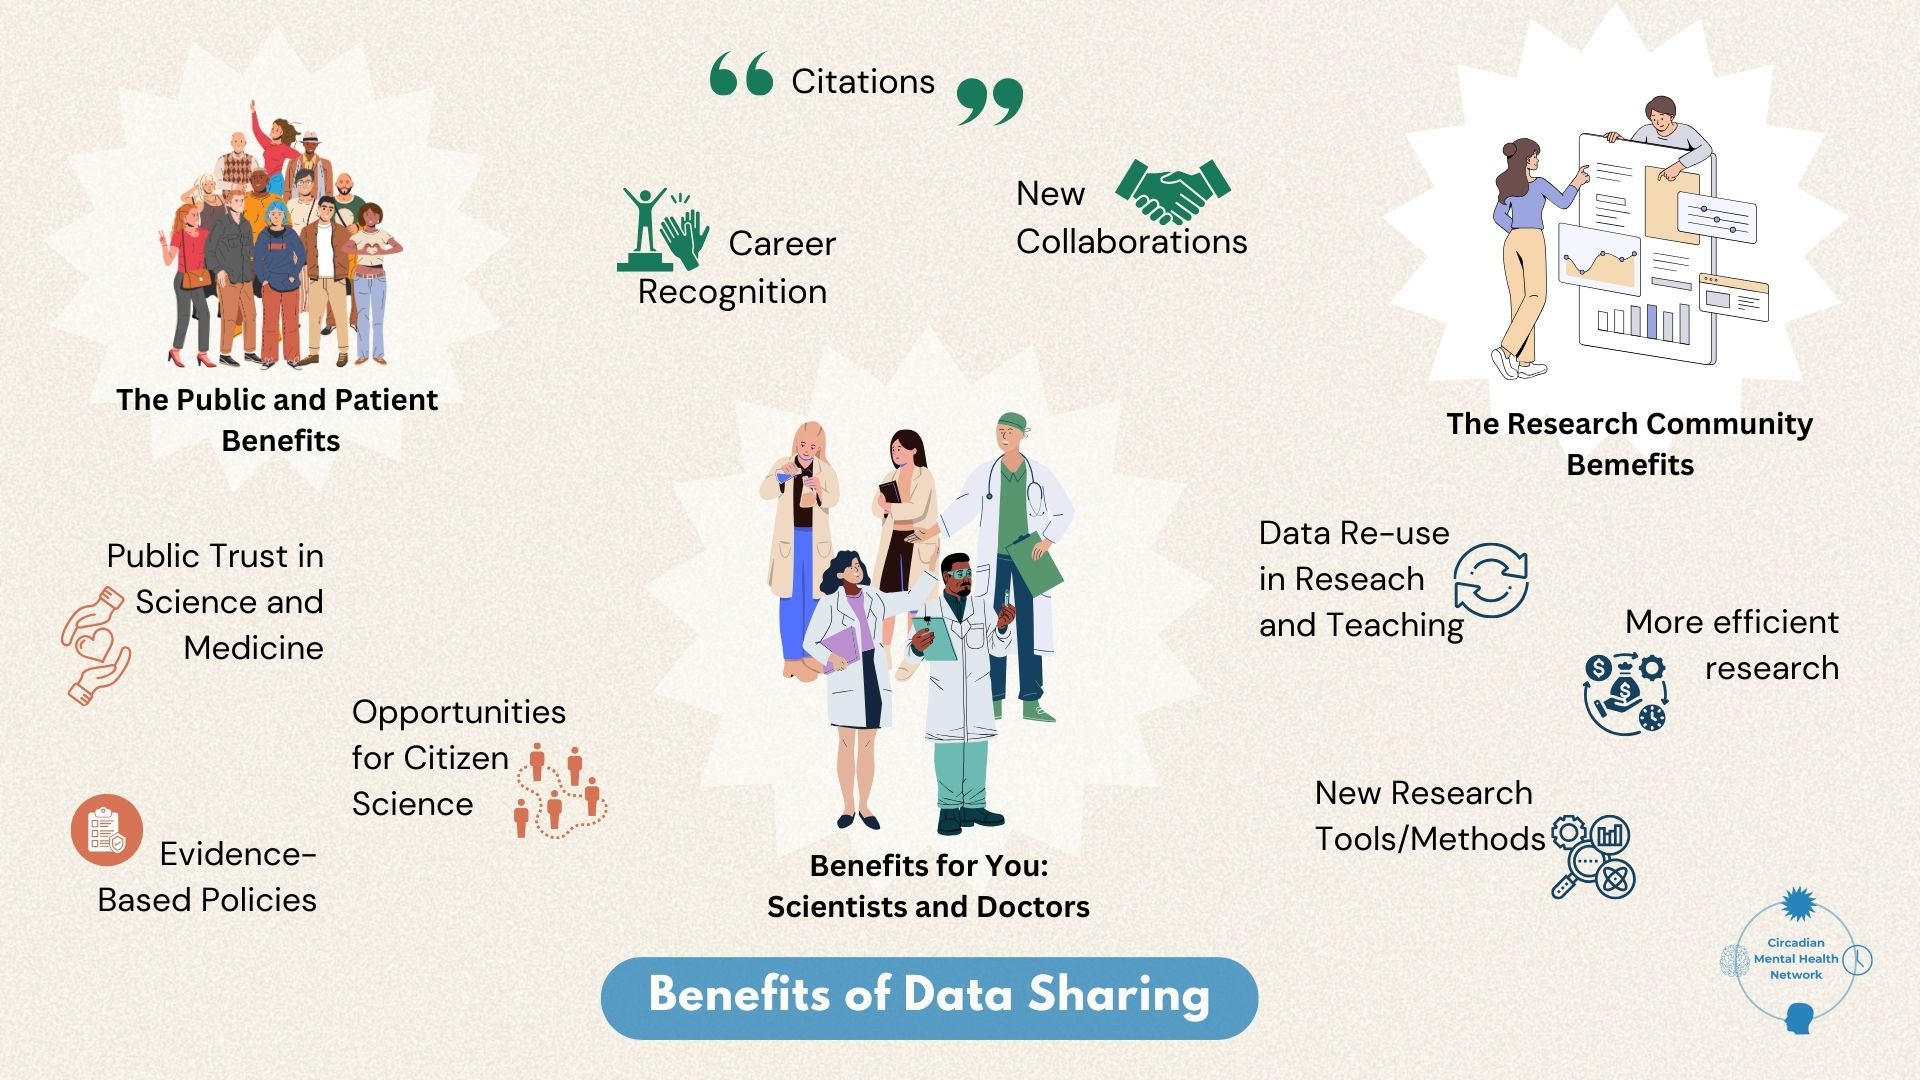 Citations
New
Collaborations
Career
Recognition
The Public and Patient
Benefits
The Research Community
Bemefits
Public Trust in
Science and
Medicine
Opportunities
for Citizen
Science
Evidence-
Based Policies
Data Re-use
in Reseach
and Teaching
More efficient
research
New Research
Tools/Methods
Benefits for You:
Scientists and Doctors
Benefits of Data Sharing
Circadian
Mental Health
Network